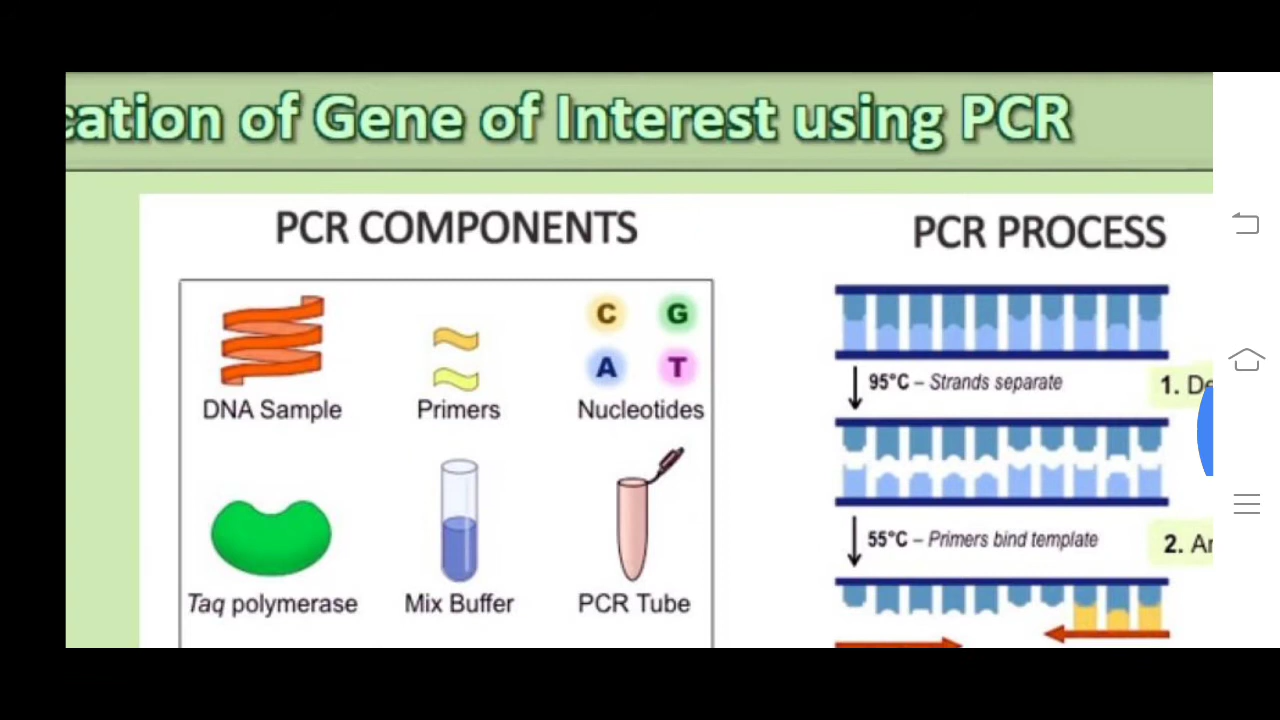 cation of Gene of Interest using PCR
PCR COMPONENTS
C G
A T
DNA Sample Primers Nucleotides
Taq polymerase Mix Buffer PCR Tube
PCR PROCESS
95°C – Strands separate
1. De
55°C – Primers bind template
2. An